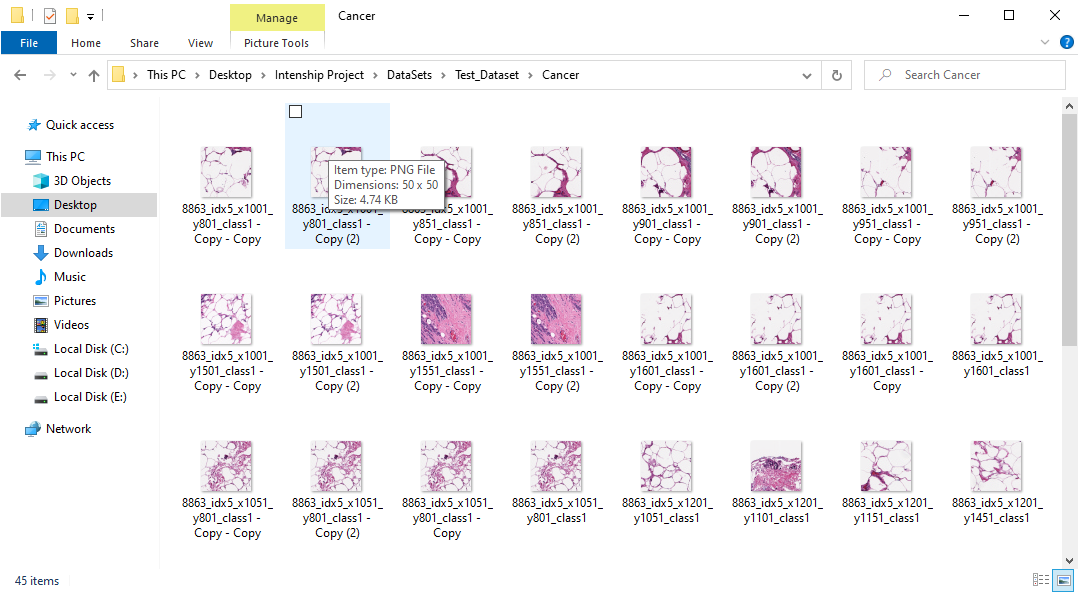 Manage
Cancer
File
Home
Share
View
Picture Tools
This PC > Desktop > Intenship Project > DataSets > Test_Dataset > Cancer
Search Cancer
Quick access
This PC
3D Objects
Desktop
Documents
Downloads
Music
Pictures
Videos
Local Disk (C:)
Local Disk (D:)
Local Disk (E:)
Network
Item type: PNG File
Dimensions: 50 x 50
Size: 4.74 KB
8863_idx5_x1001_
y801_class1 -
Copy - Copy
8863_idx5_x1001_
y801_class1 -
Copy (2)
8863_idx5_x1001_
y851_class1 -
Copy - Copy
8863_idx5_x1001_
y851_class1 -
Copy (2)
8863_idx5_x1001_
y901_class1 -
Copy - Copy
8863_idx5_x1001_
y901_class1 -
Copy (2)
8863_idx5_x1001_
y951_class1 -
Copy - Copy
8863_idx5_x1001_
y951_class1 -
Copy (2)
8863_idx5_x1001_
y1501_class1 -
Copy - Copy
8863_idx5_x1001_
y1501_class1 -
Copy (2)
8863_idx5_x1001_
y1551_class1 -
Copy - Copy
8863_idx5_x1001_
y1551_class1 -
Copy (2)
8863_idx5_x1001_
y1601_class1 -
Copy - Copy
8863_idx5_x1001_
y1601_class1 -
Copy (2)
8863_idx5_x1001_
y1601_class1 -
Copy
8863_idx5_x1001_
y1601_class1
8863_idx5_x1051_
y801_class1 -
Copy - Copy
8863_idx5_x1051_
y801_class1 -
Copy (2)
8863_idx5_x1051_
y801_class1 -
Copy
8863_idx5_x1051_
y801_class1
8863_idx5_x1201_
y1051_class1
8863_idx5_x1201_
y1101_class1
8863_idx5_x1201_
y1151_class1
8863_idx5_x1201_
y1451_class1
45 items